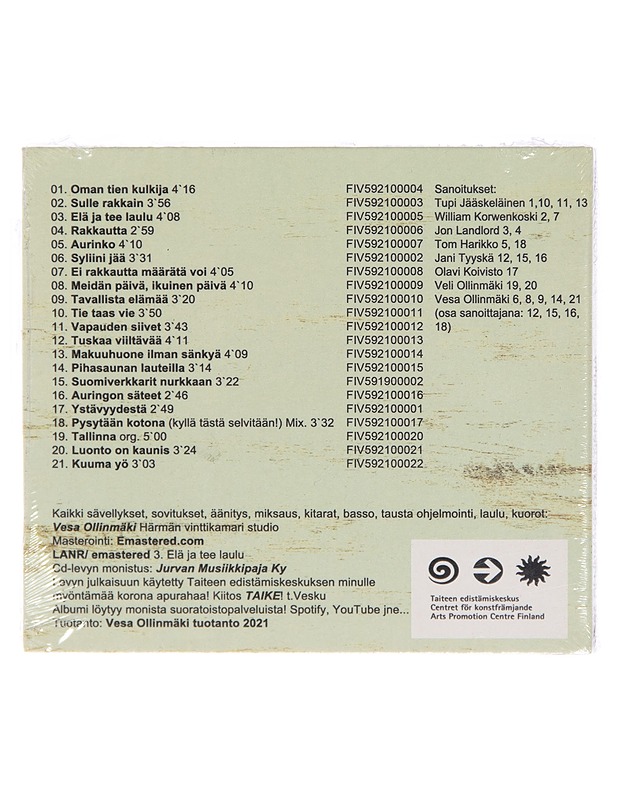 01. Oman tien kulkija 4`16 FIV592100004 Sanoitukset:
02. Sulle rakkain 3`56 FIV592100003 Tupi Jääskeläinen 1,10, 11, 13
03. Elä ja tee laulu 4`08 FIV592100009 William Korwenkoski 2, 7
04. Rakkautta 2`59 FIV592100006 Jon Landlord 3, 4
05. Aurinko 4`10 FIV592100007 Tom Harikko 5, 18
06. Syliini jää 3`31 FIV592100002 Jani Tyyskä 12, 15, 16
07. Ei rakkautta määrätä voi 4`05 FIV592100008 Olavi Koivisto 17
08. Meidän päivä, ikuinen päivä 4`10 FIV592100009 Veli Ollinmäki 19, 20
09. Tavallista elämää 3`20 FIV592100010 Vesa Ollinmäki 6, 8, 9, 14, 21
10. Tie taas vie 3`50 FIV592100011 (osa sanoittajana: 12, 15, 16,
11. Vapauden siivet 3`43 FIV592100012 18)
12. Tuskaa viiltävää 4`11 FIV592100013
13. Makuuhuone ilman sänkyä 4`09 FIV592100014
14. Pihasaunan lauteilla 3`14 FIV592100015
15. Suomiverkkarit nurkkaan 3`22 FIV591900002
16. Auringon säteet 2`46 FIV592100016
17. Ystävyydestä 2`49 FIV592100001
18. Pysytään kotona (kyllä tästä selvitään!) Mix. 3`32 FIV592100017
19. Tallinna org. 5`00 FIV592100020
20. Luonto on kaunis 3`24 FIV592100021
21. Kuuma yö 3`03 FIV592100022
Kaikki sävellykset, sovitukset, äänitys, miksaus, kitarat, basso, tausta ohjelmointi, laulu, kuorot:
Vesa Ollinmäki Härmän vinttikamari studio
Masterointi: Emastered.com
LANR/ emastered 3. Elä ja tee laulu
Cd-levyn monistus: Jurvan Musiikkipaja Ky
Levyn julkaisuun käytetty Taiteen edistämiskeskuksen minulle
myöntämää korona apurahaa! Kiitos TAIKE! t.Vesku
Albumi löytyy monista suoratoistopalveluista! Spotify, YouTube jne...
Tuotanto: Vesa Ollinmäki tuotanto 2021
Taiteen edistämiskeskus
Centret för konstfrämjande
Arts Promotion Centre Finland